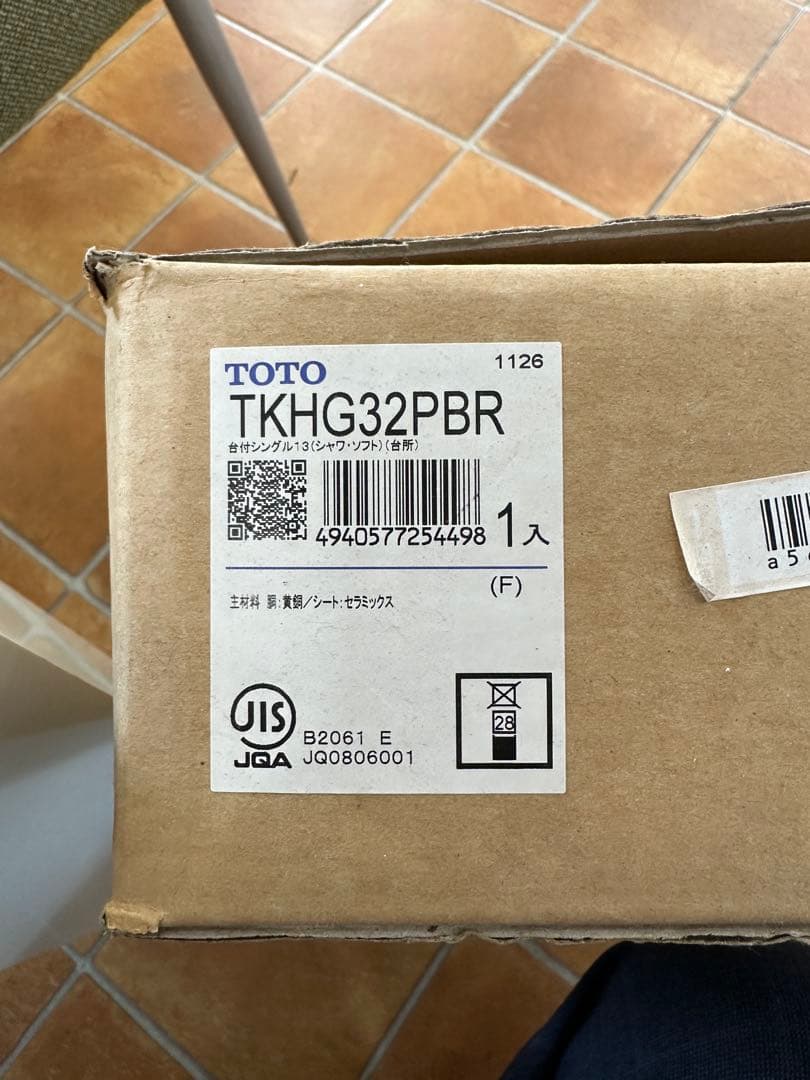 TOTO
1126
TKHG32PBR
台付シングル13(シャワ・ソフト)(台所)
4940577254498
1入
(F)
主材料 胴:黄銅/シート:セラミックス
JIS
JQA
B2061 E
JQ0806001
28